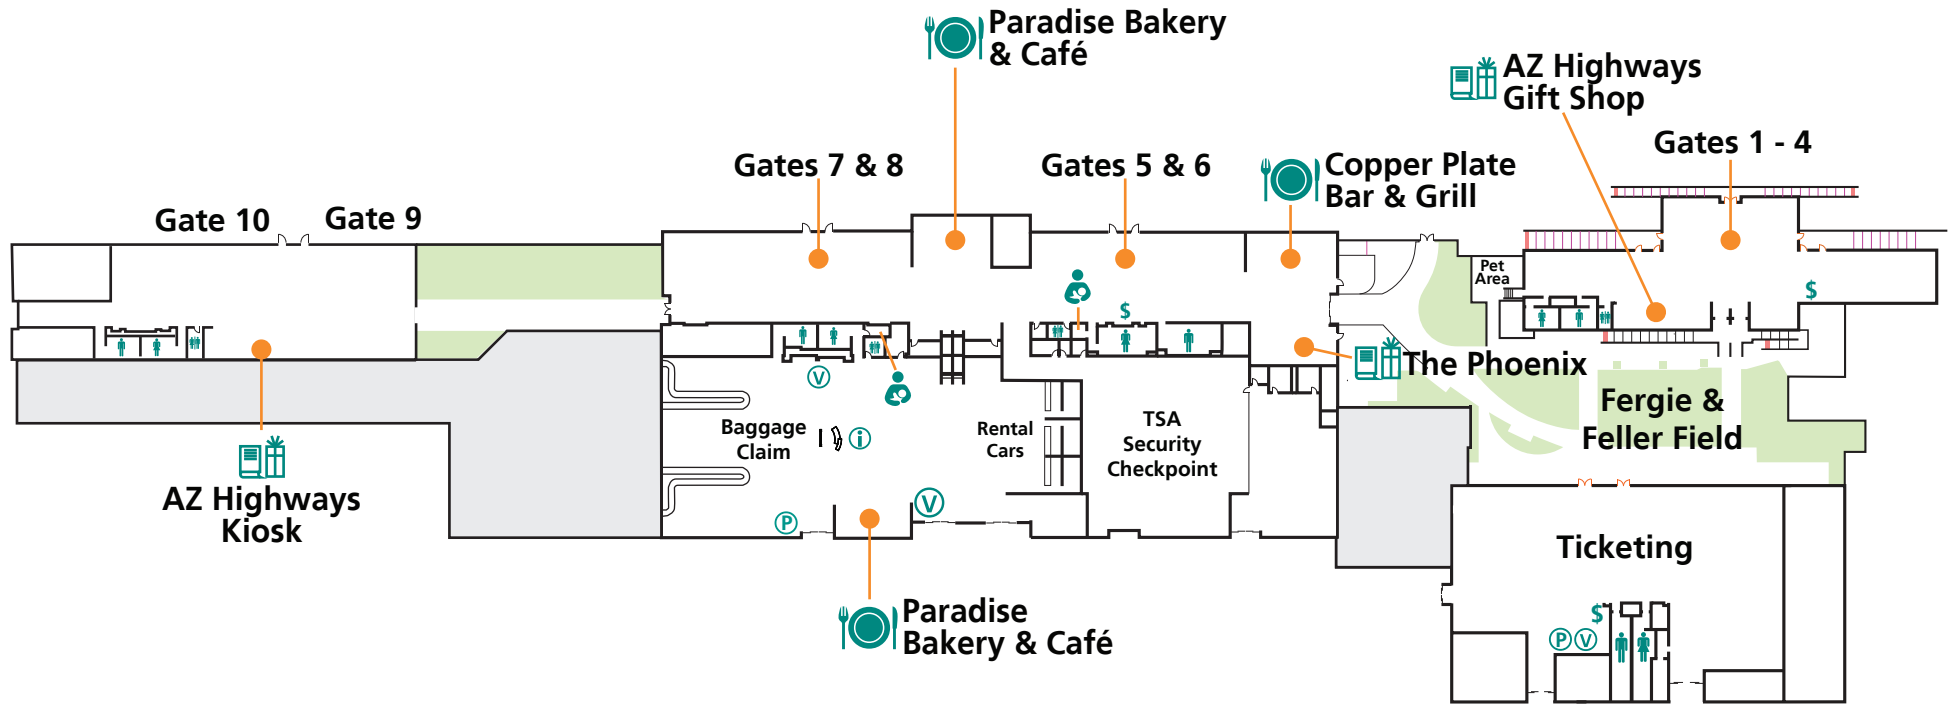 Paradise Bakery
& Café
AZ Highways
Gift Shop
Gates 1 - 4
Gates 7 & 8
Gates 5 & 6
Copper Plate
Bar & Grill
Gate 10
Gate 9
Pet
Area
$
$
The Phoenix
V
Fergie &
Feller Field
Baggage
Claim
i
Rental
Cars
TSA
Security
Checkpoint
AZ Highways
Kiosk
V
P
Ticketing
Paradise
Bakery & Café
$
P
V